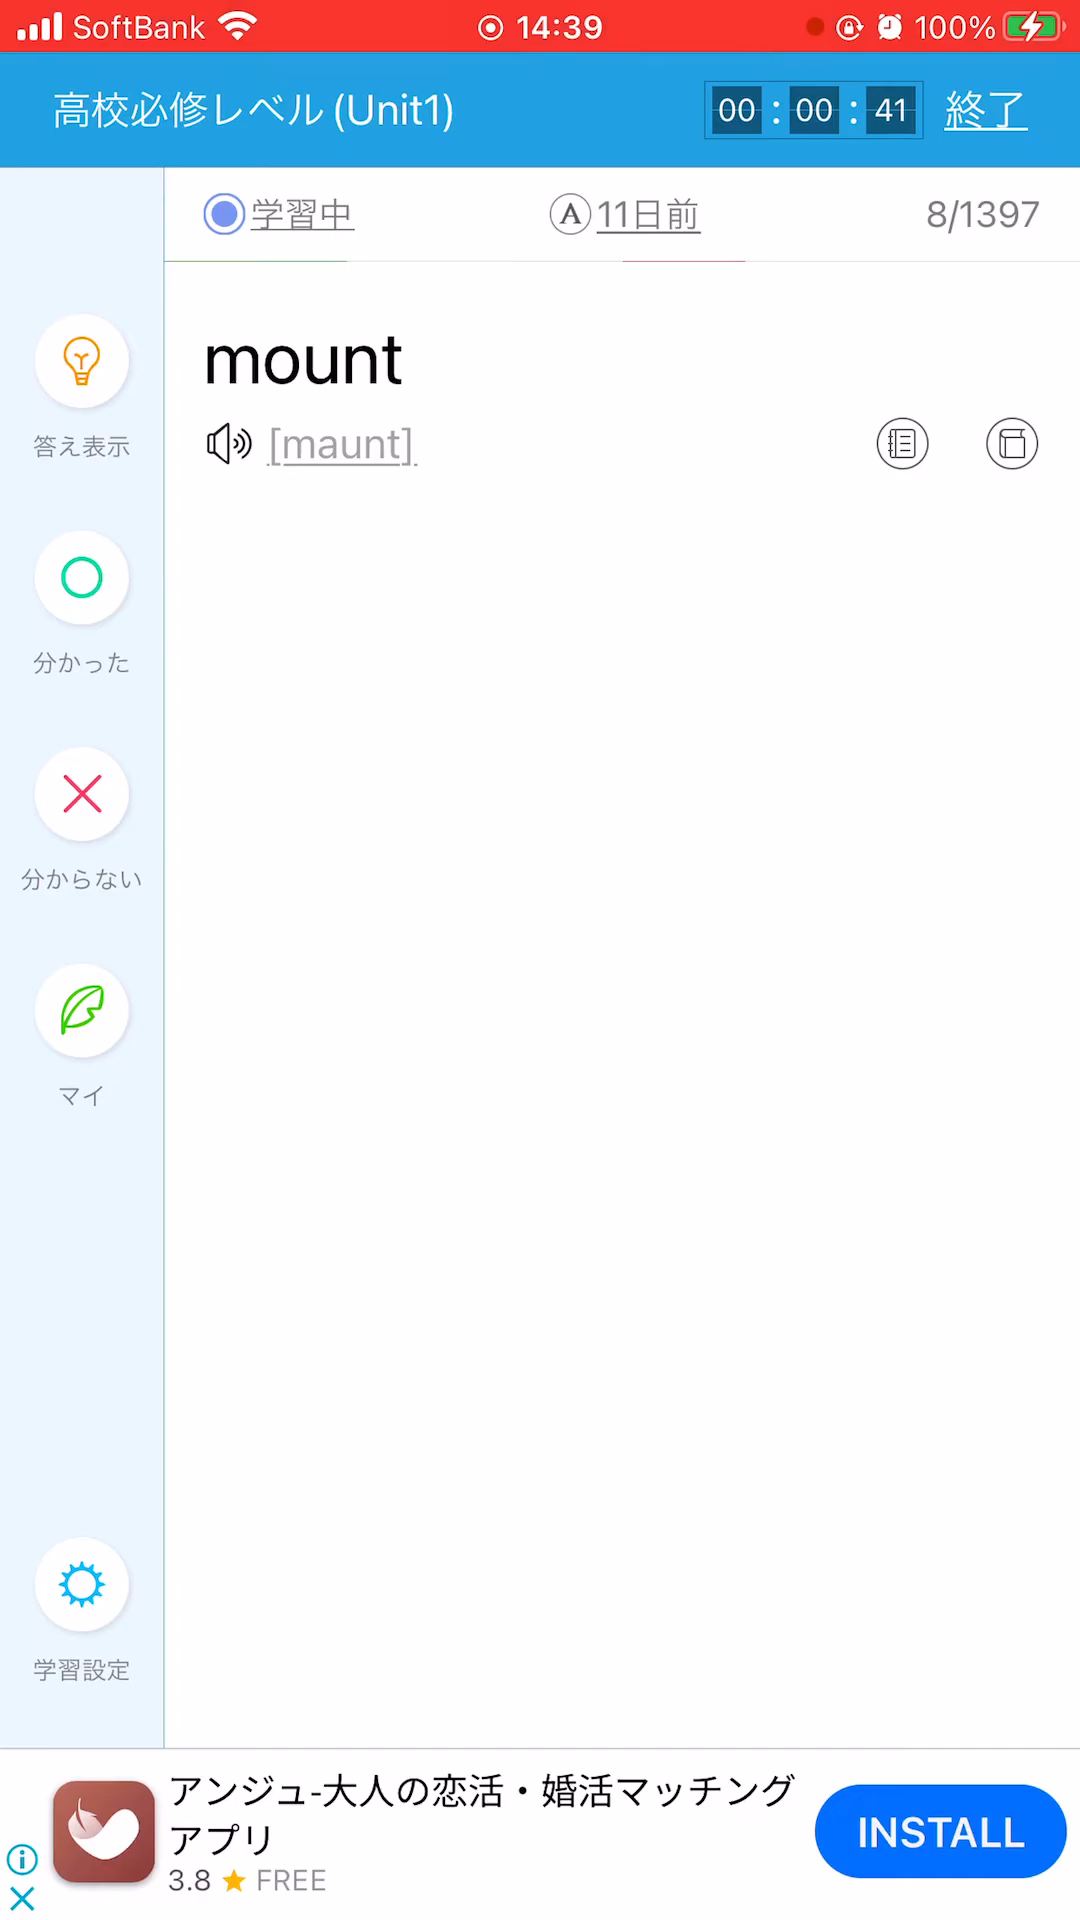 SoftBank 14:39 100%
高校必修レベル (Unit1) 00 : 00 : 41 終了
学習中 A 11日前 8/1397
mount
[maunt]
答え表示
分かった
分からない
マイ
学習設定
アンジュ-大人の恋活・婚活マッチング
アプリ
3.8 ★ FREE
INSTALL